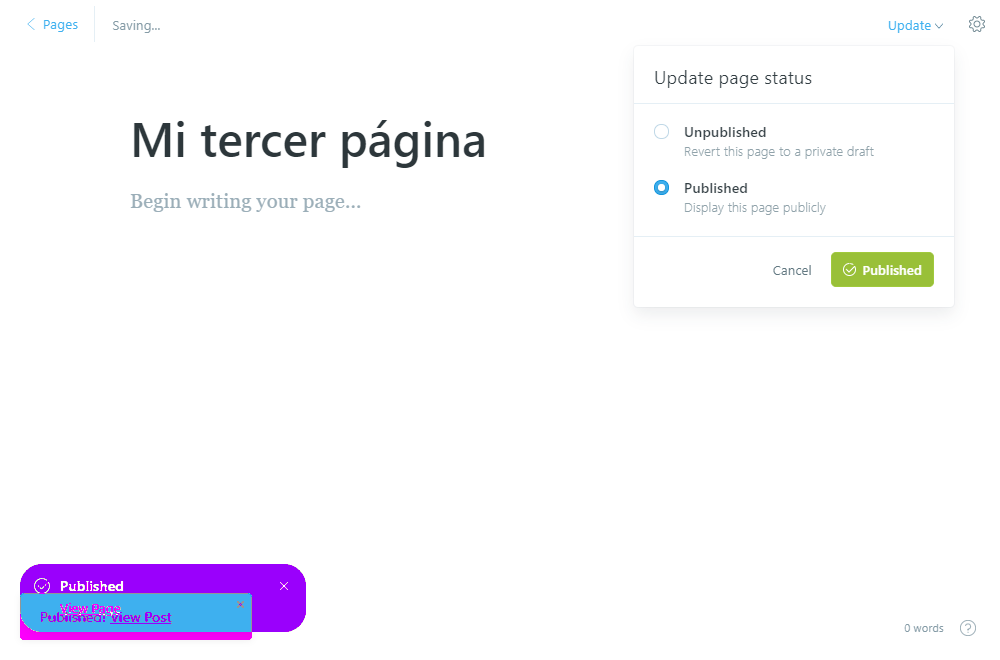 Pages
Saving...
Update
Update page status
Mi tercer página
Unpublished
Revert this page to a private draft
Begin writing your page...
Published
Display this page publicly
Cancel
Published
Published
View Page
Published! View Post
0 words
?